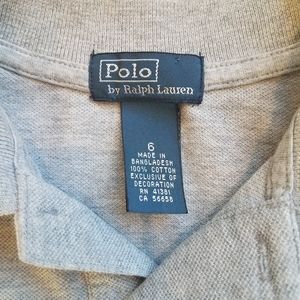 Polo
by Ralph Lauren
6
MADE IN
BANGLADESH
100% COTTON
EXCLUSIVE OF
DECORATION
RN 41381
CA 56658